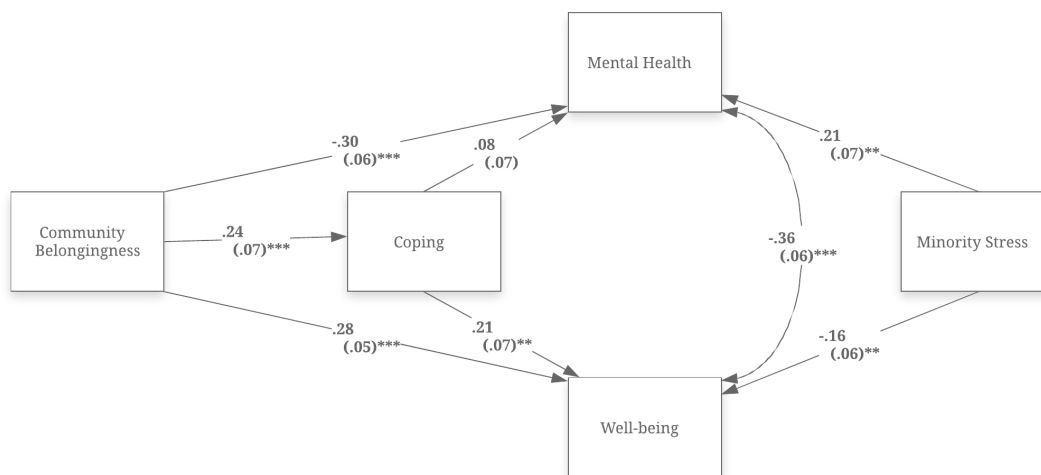 Mental Health
-.30
(.06)***
.08
(.07)
.21
(.07)**
Community
Belongingness
.24
(.07)***
Coping
-.36
(.06)***
Minority Stress
.28
(.05)***
.21
(.07)**
-.16
(.06)**
Well-being